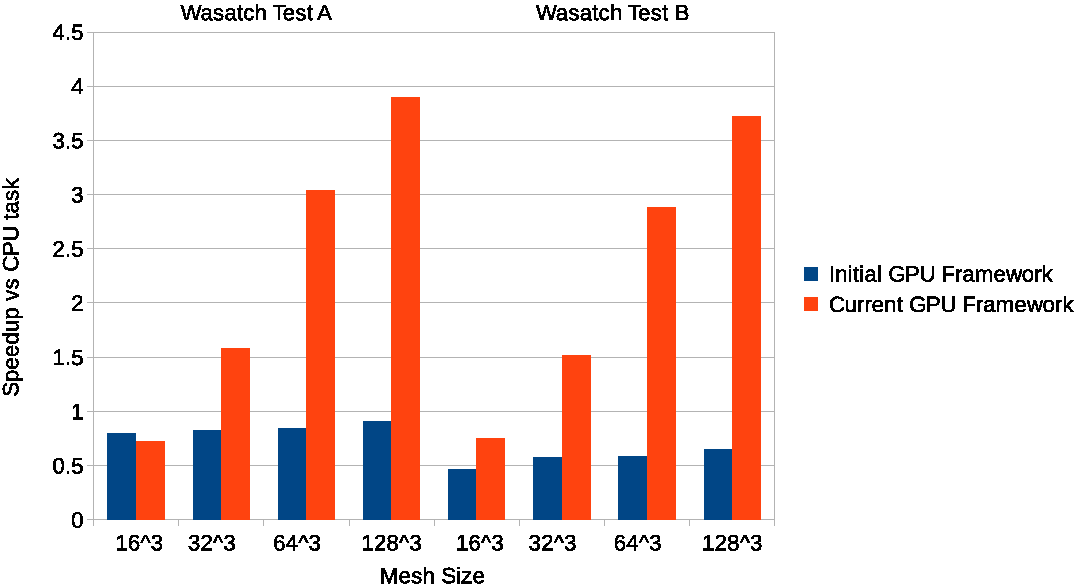 Wasatch Test A
Wasatch Test B
4.5
4
3.5
3
2.5
2
1.5
1
0.5
0
Speedup vs CPU task
16^3 32^3 64^3 128^3 16^3 32^3 64^3 128^3
Mesh Size
Initial GPU Framework
Current GPU Framework